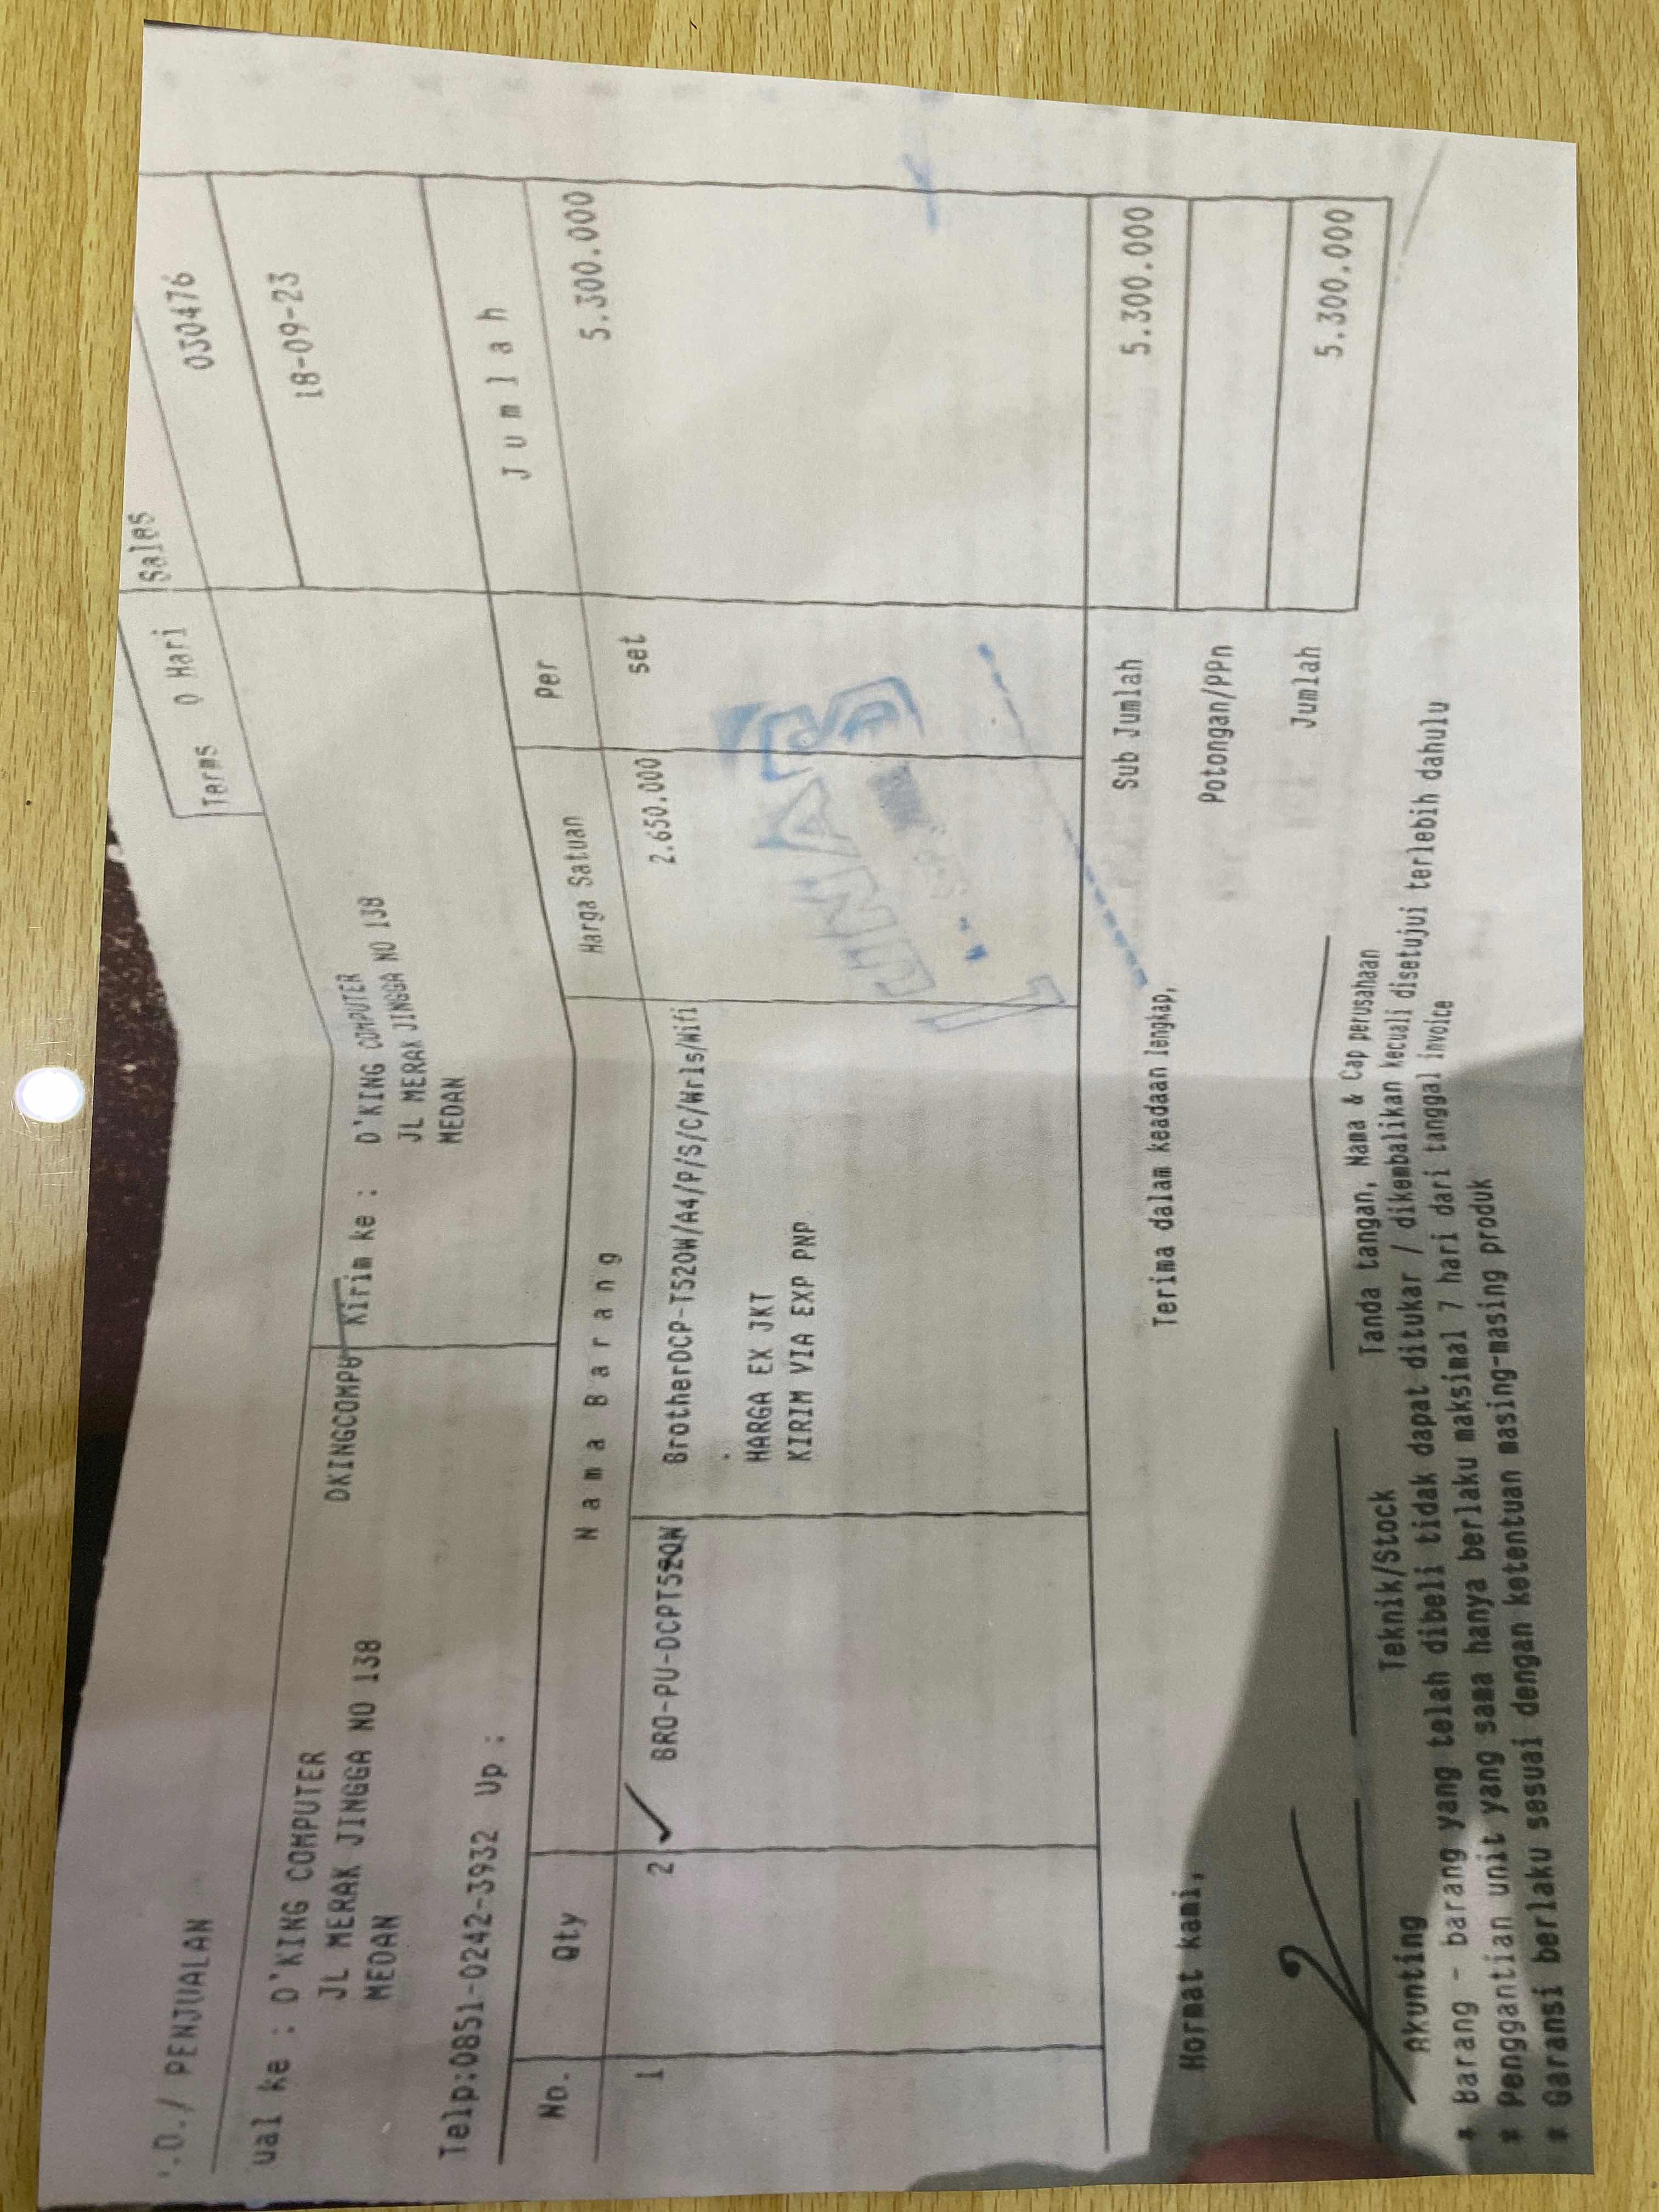 .O./ PENJUALAN
Terms 0 Hari
Sales
030476
18-09-23
ual ke : D'KING COMPUTER
JL MERAK JINGGA NO 138
MEDAN
DKINGCOMPU
Telp:0851-0242-3932 Up :
Kirim ke : D'KING COMPUTER
JL MERAK JINGGA NO 138
MEDAN
No. Qty Nama Barang Harga Satuan Per Jumlah
1 2 BRO-PU-DCPT520W BrotherDCP-T520W/A4/P/S/C/Wrls/Wifi 2.650.000 set 5.300.000
.
HARGA EX JKT
KIRIM VIA EXP PNP
Sub Jumlah 5.300.000
Potongan/PPn
Jumlah 5.300.000
Hormat kami, Terima dalam keadaan lengkap,
Akunting Teknik/Stock Tanda tangan, Nama & Cap perusahaan
* Barang - barang yang telah dibeli tidak dapat ditukar / dikembalikan kecuali disetujui terlebih dahulu
* Penggantian unit yang sama hanya berlaku maksimal 7 hari dari tanggal invoice
* Garansi berlaku sesuai dengan ketentuan masing-masing produk